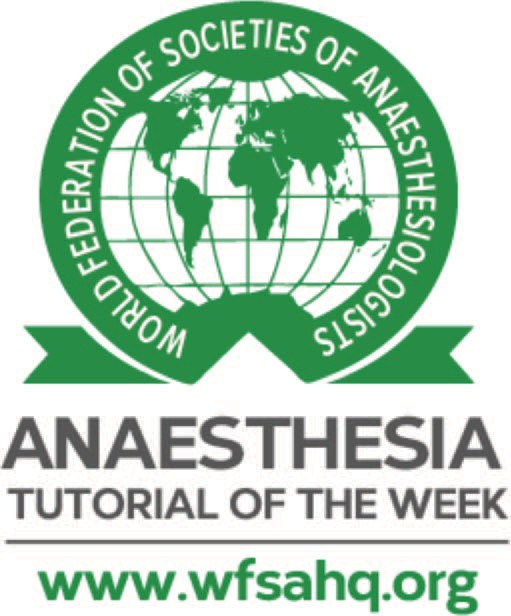 WORLD FEDERATION OF SOCIETIES OF ANAESTHESIOLOGISTS
ANAESTHESIA
TUTORIAL OF THE WEEK
www.wfsahq.org